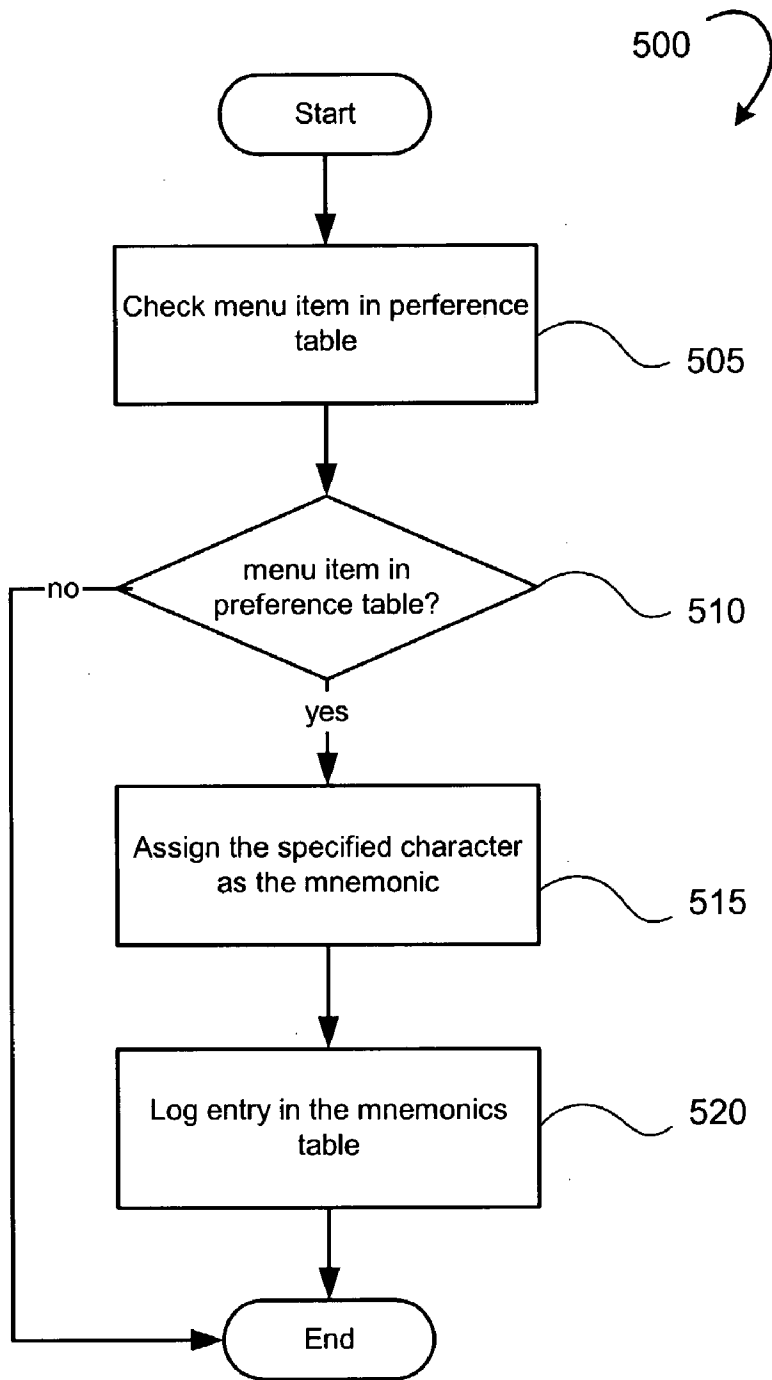 500
Start
Check menu item in perference
table
505
menu item in
preference table?
no
510
yes
Assign the specified character
as the mnemonic
515
Log entry in the mnemonics
table
520
End